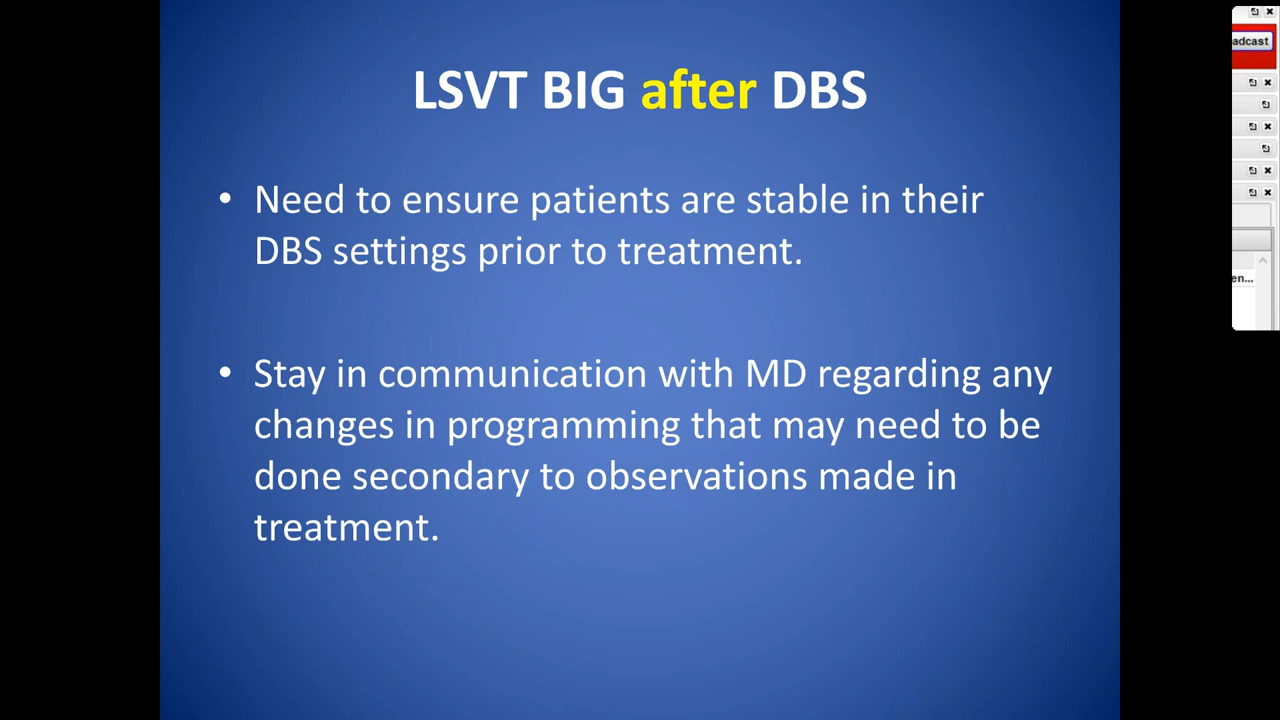 LSVT BIG after DBS
• Need to ensure patients are stable in their
DBS settings prior to treatment.
• Stay in communication with MD regarding any
changes in programming that may need to be
done secondary to observations made in
treatment.
adcast
en...